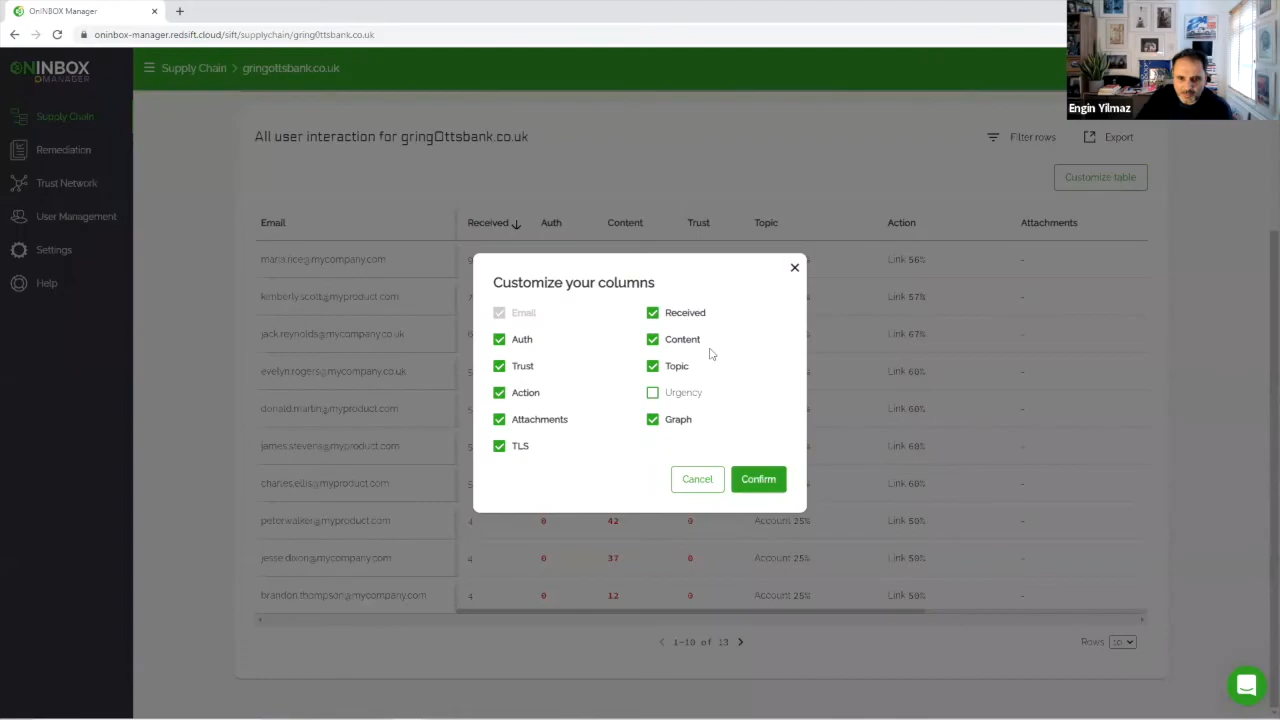 OnINBOX Manager
oninbox-manager.redsift.cloud/sift/supplychain/gring0ttsbank.co.uk
Engin Yilmaz
ONINBOX
MANAGER
Supply Chain > gringottsbank.co.uk
Supply Chain
Remediation
Trust Network
User Management
Settings
Help
All user interaction for gring0ttsbank.co.uk
Filter rows
Export
Customize table
Email Received Auth Content Trust Topic Action Attachments
maria.rice@mycompany.com Link 56% -
kimberly.scott@myproduct.com Link 57% -
jack.reynolds@mycompany.co.uk Link 67% -
evelyn.rogers@mycompany.co.uk Link 60% -
donald.martin@myproduct.com Link 60% -
james.stevens@myproduct.com Link 60% -
charles.ellis@myproduct.com Link 60% -
peter.walker@myproduct.com 4 0 42 0 Account 25% Link 50% -
jesse.dixon@mycompany.com 4 0 37 0 Account 25% Link 50% -
brandon.thompson@mycompany.com 4 0 12 0 Account 25% Link 50% -
Customize your columns
Email Received
Auth Content
Trust Topic
Action Urgency
Attachments Graph
TLS
Cancel Confirm
1-10 of 13
Rows 10